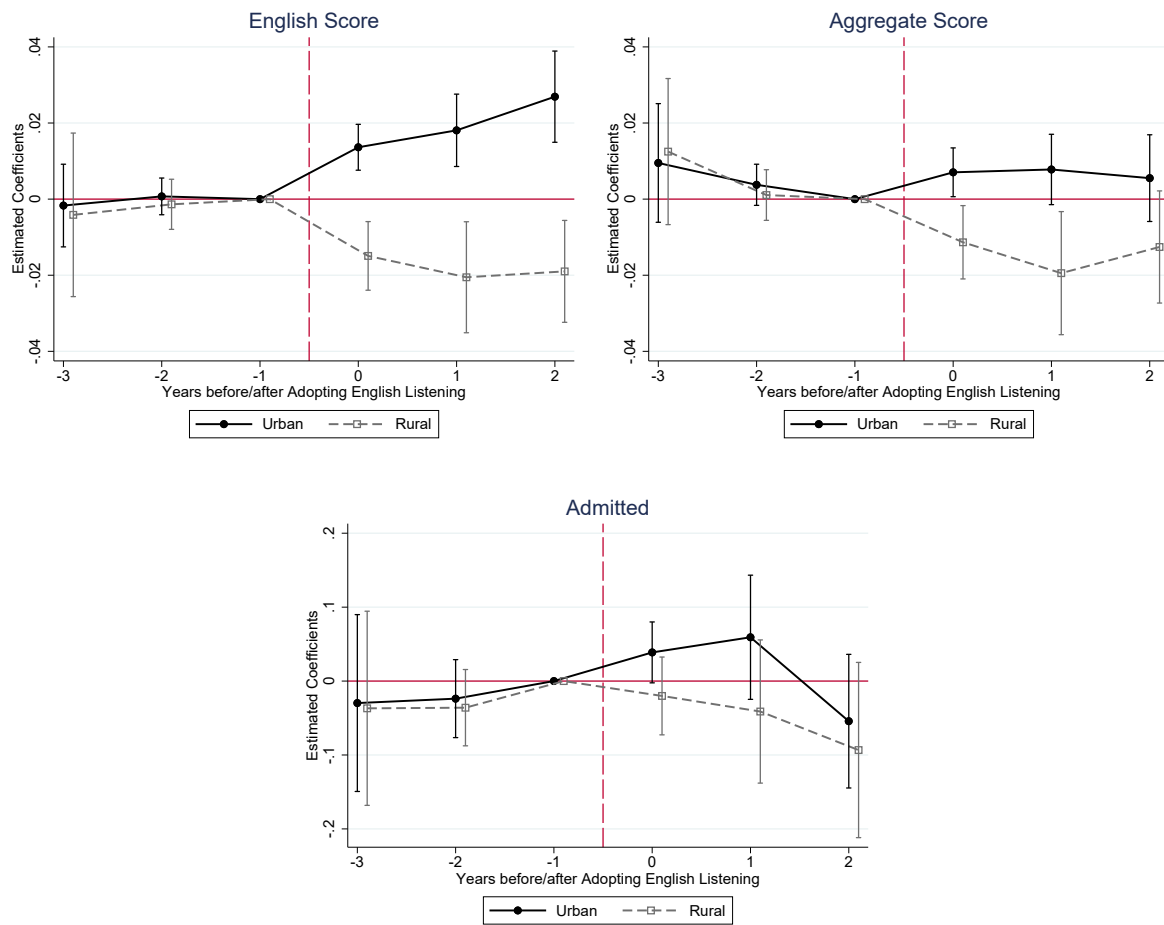 English Score
Estimated Coefficients
.04
.02
0
-.02
-.04
-3 -2 -1 0 1 2
Years before/after Adopting English Listening
Urban Rural
Aggregate Score
Estimated Coefficients
.04
.02
0
-.02
-.04
-3 -2 -1 0 1 2
Years before/after Adopting English Listening
Urban Rural
Admitted
Estimated Coefficients
.2
.1
0
-.1
-.2
-3 -2 -1 0 1 2
Years before/after Adopting English Listening
Urban Rural